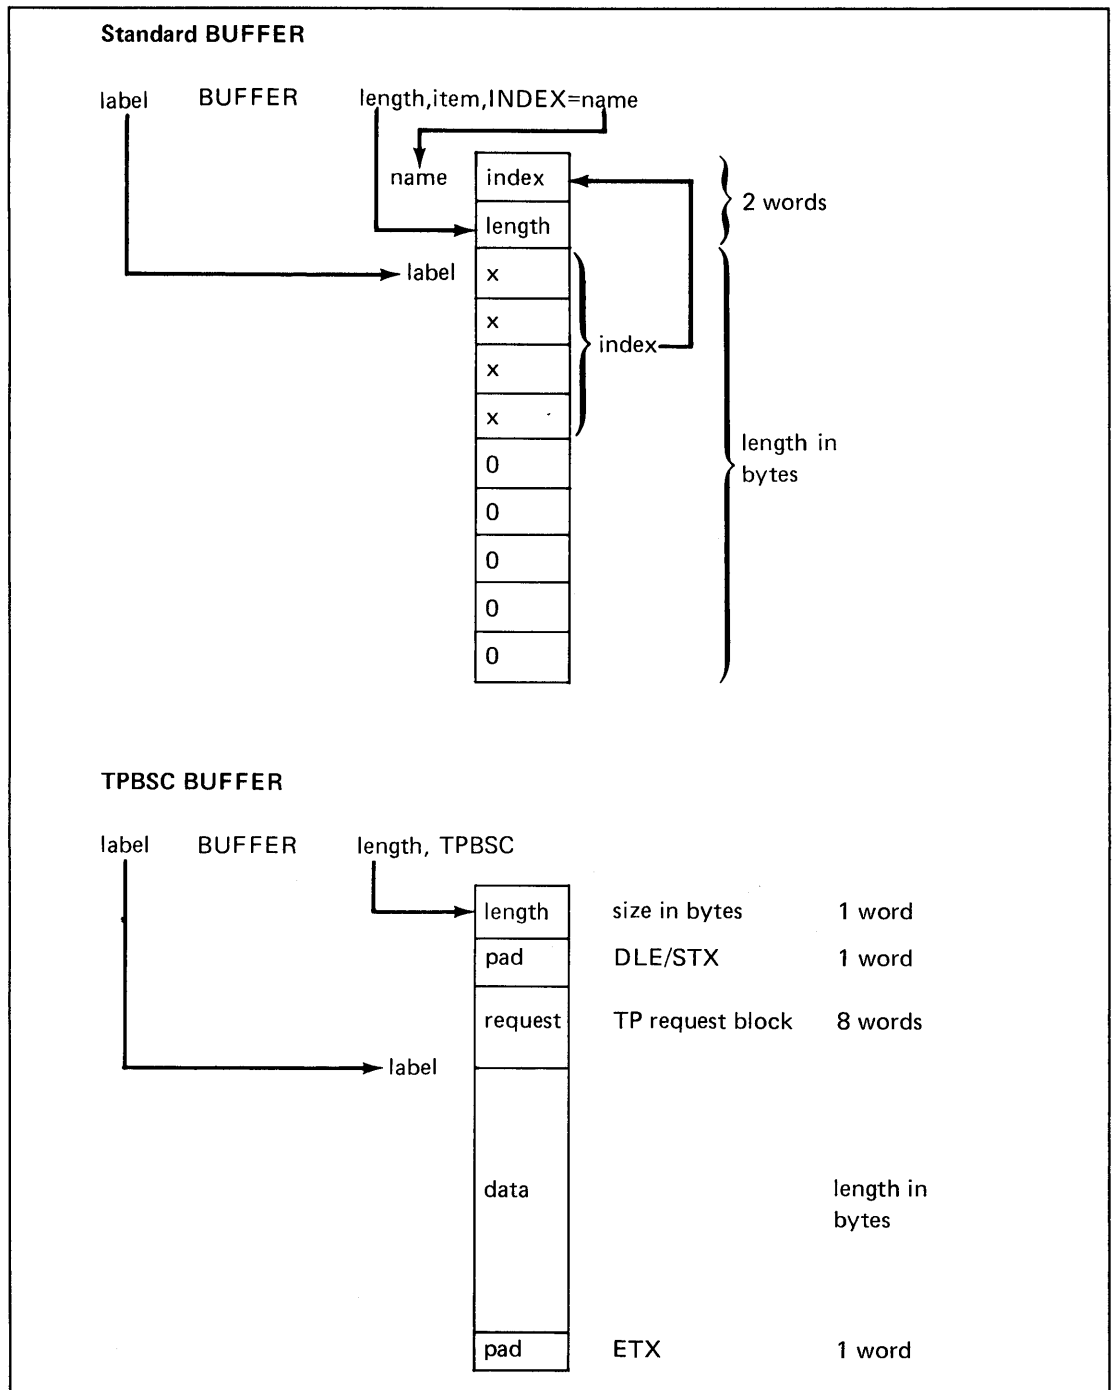 Standard BUFFER
label BUFFER length,item,INDEX=name
name index
2 words
length
label x
x
index
x
x
length in
bytes
0
0
0
0
0
TPBSC BUFFER
label BUFFER length, TPBSC
length size in bytes 1 word
pad DLE/STX 1 word
request TP request block 8 words
label
data length in
bytes
pad ETX 1 word